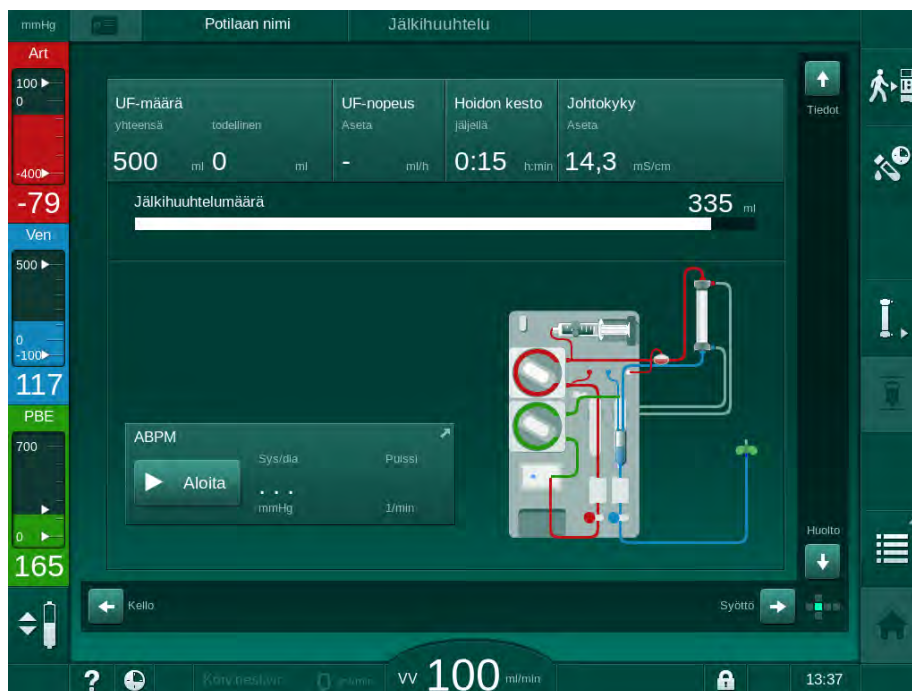 mmHg Potilaan nimi Jälkihuuhtelu
Art
100
0
-400
-79
Ven
500
0
-100
117
PBE
700
0
165
UF-määrä UF-nopeus Hoidon kesto Johtokyky
yhteensä todellinen Aseta jäljellä Aseta
500 ml 0 ml - ml/h 0:15 h:min 14,3 mS/cm
Jälkihuuhtelumäärä 335 ml
ABPM
Sys/dia Pulssi
Aloita . . .
mmHg 1/min
Tiedot
Huolto
Kello Syöttö
? VV 100 ml/min 13:37